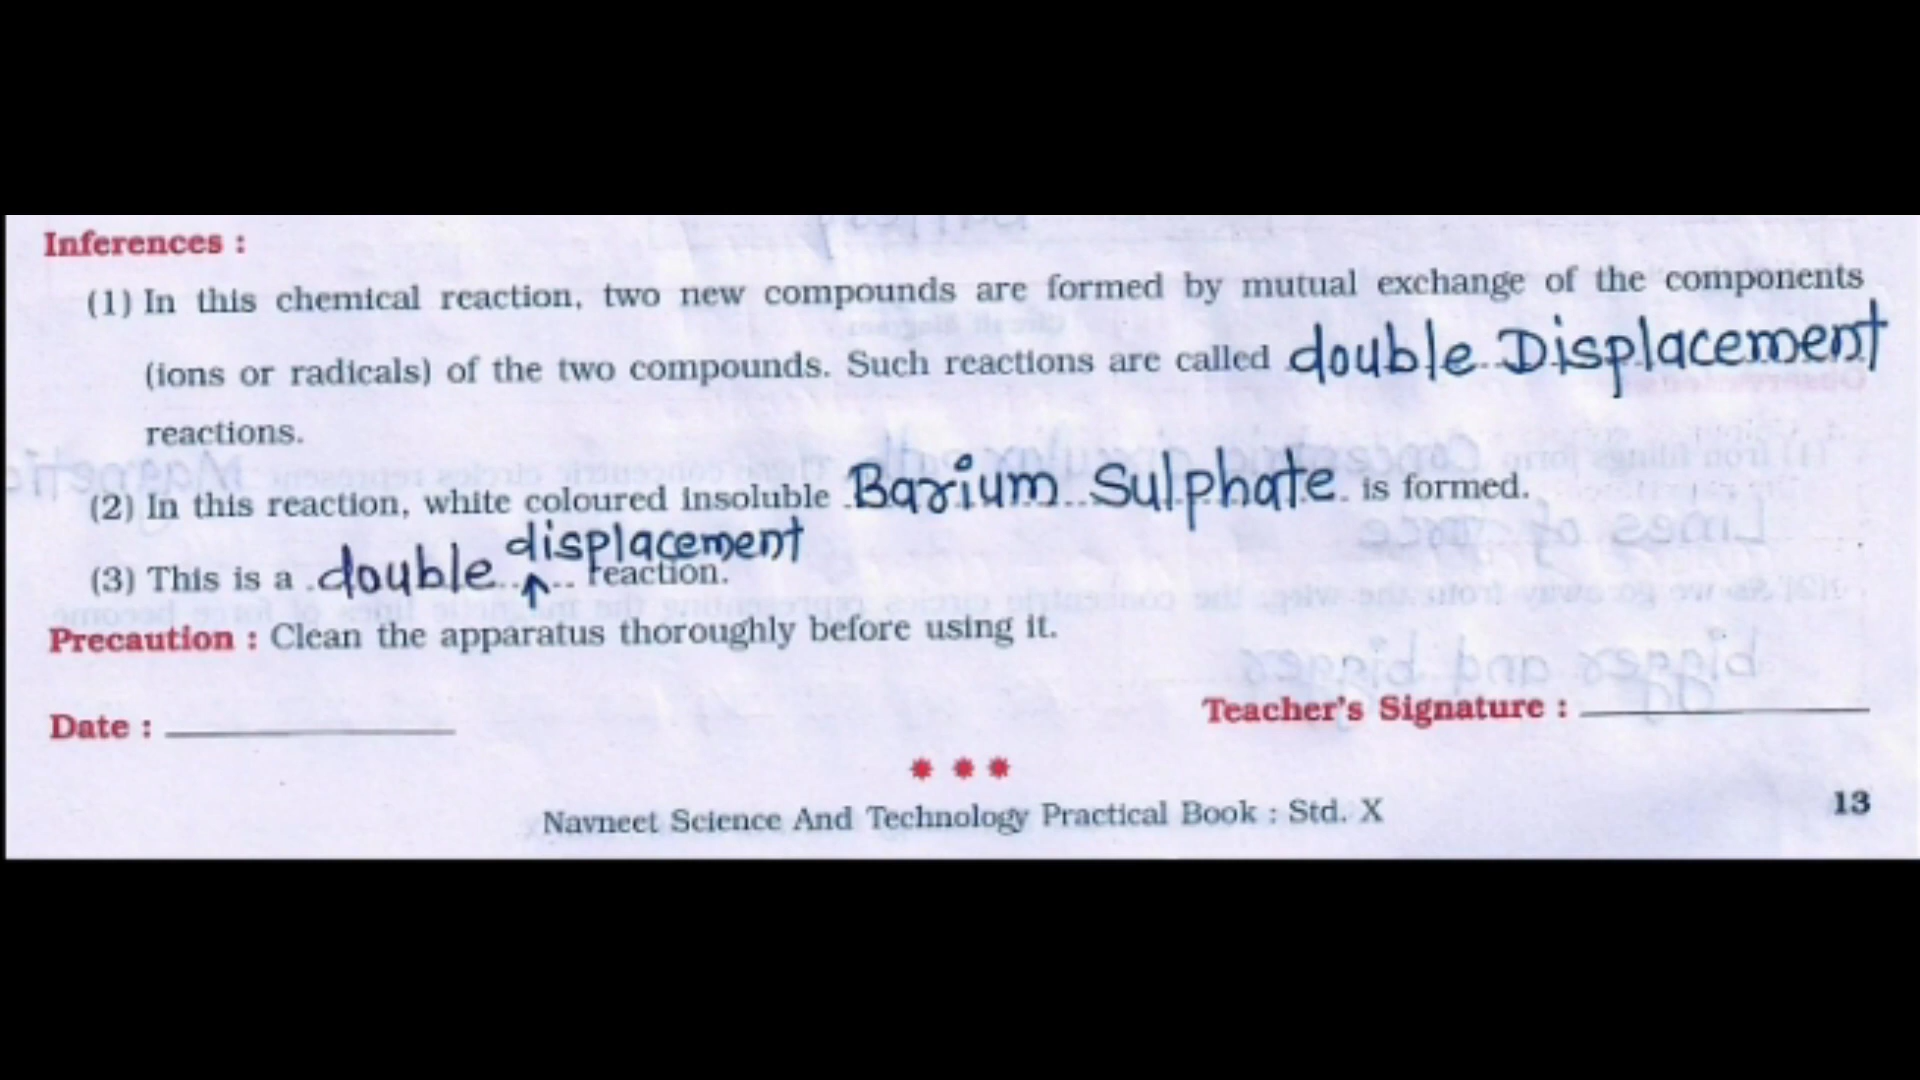 Inferences :
(1) In this chemical reaction, two new compounds are formed by mutual exchange of the components
(ions or radicals) of the two compounds. Such reactions are called double Displacement
reactions.
(2) In this reaction, white coloured insoluble Barium Sulphate is formed.
(3) This is a double displacement reaction.
Precaution : Clean the apparatus thoroughly before using it.
Date : Teacher's Signature :
Navneet Science And Technology Practical Book : Std. X 13